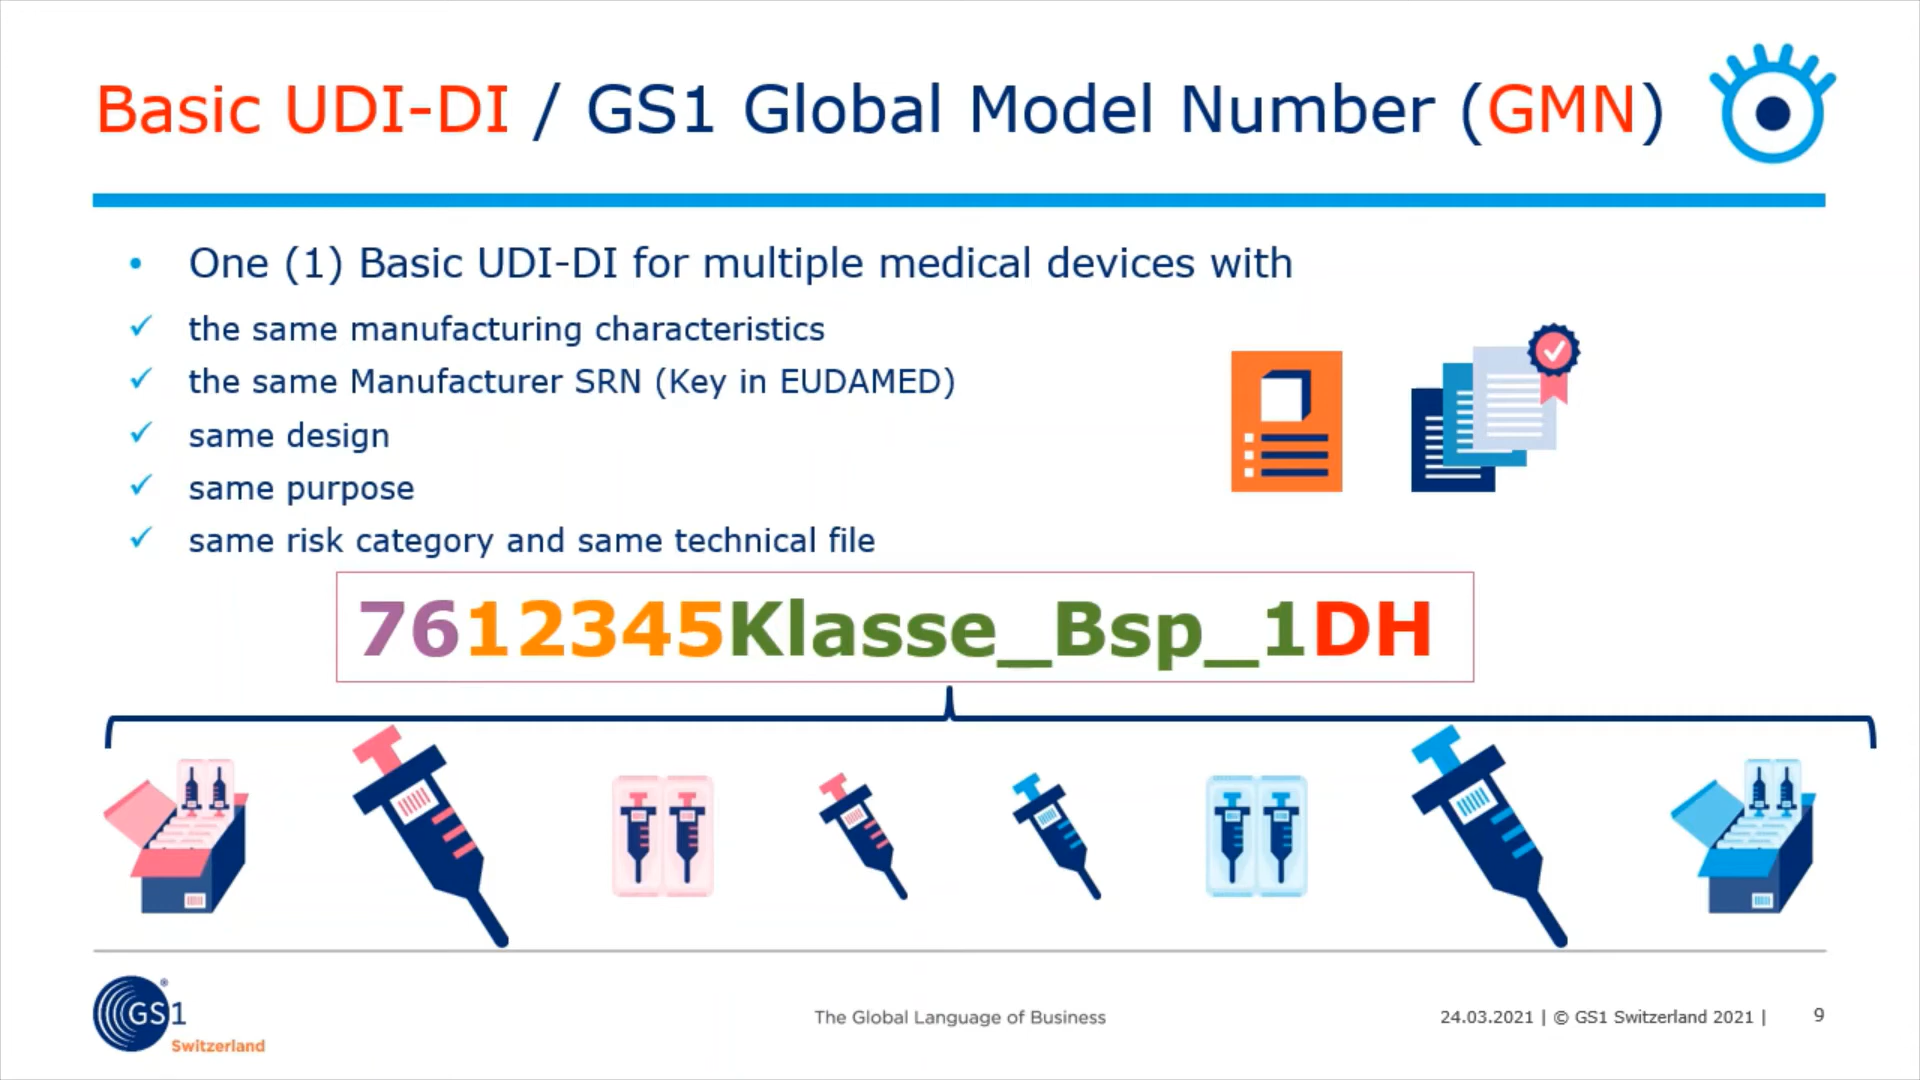 Basic UDI-DI / GS1 Global Model Number (GMN)
• One (1) Basic UDI-DI for multiple medical devices with
✓ the same manufacturing characteristics
✓ the same Manufacturer SRN (Key in EUDAMED)
✓ same design
✓ same purpose
✓ same risk category and same technical file
7612345Klasse_Bsp_1DH
GS1 ®
Switzerland
The Global Language of Business
24.03.2021 | © GS1 Switzerland 2021 | 9